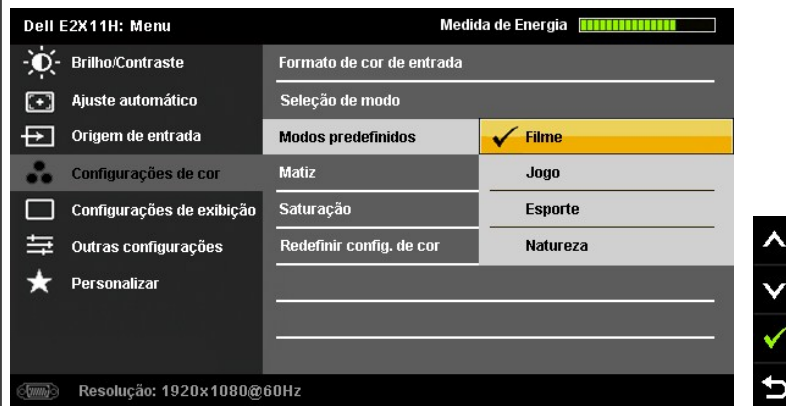 Dell E2X11H: Menu
Medida de Energia
Brilho/Contraste
Ajuste automático
Origem de entrada
Configurações de cor
Configurações de exibição
Outras configurações
Personalizar
Formato de cor de entrada
Seleção de modo
Modos predefinidos
Matiz
Saturação
Redefinir config. de cor
Filme
Jogo
Esporte
Natureza
Resolução: 1920x1080@60Hz